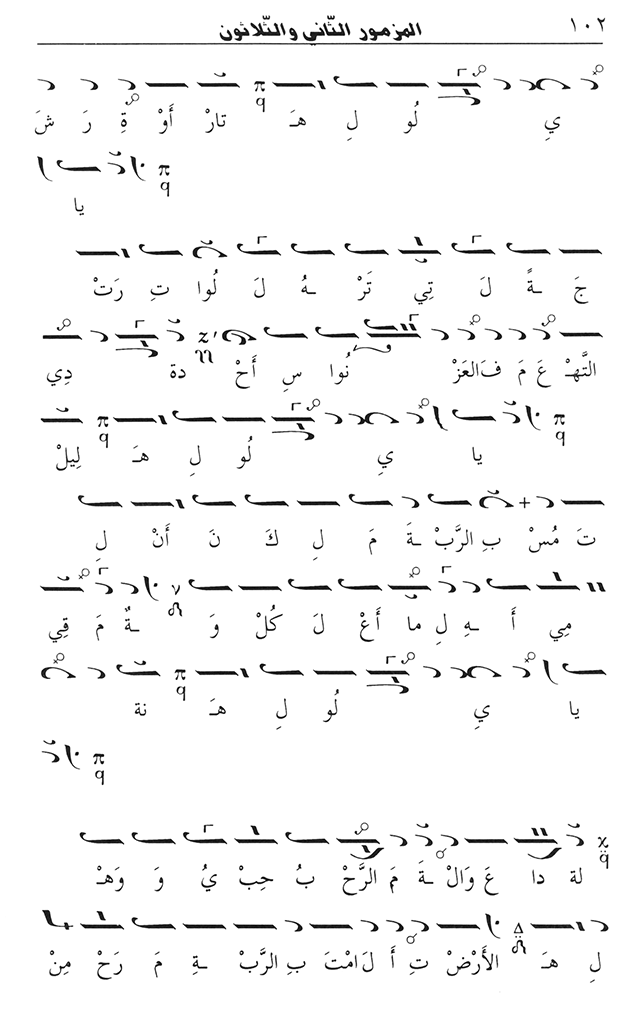 ١٠٢ المزمور الثّاني والثّلاثون
يِ لُو لِ هـَ تارْ أَوْ ةِ رَ شَ
يا
جَ ـةً لَ تِي تَرْ ـهُ لَ لُوا تِ رَتْ
التَّهْـ عَ مَ فَالعَزْ نُوا سِ أَحْ دة دِي
يا يِ لُو لِ هـَ لِيلْ
تَ مُسْ بِ الرَّبْ ـةَ مَ لِ كَ نَ أَنْ لِ
مِي أَ ـهِ لِ ما أَعْ لَ كُلْ وَ ـةٌ مَ قِي
يا يِ لُو لِ هـَ نة
لة دا عَ وَالْ ـةَ مَ الرَّحْ بُ حِبْ يُ وَ وَهْـ
لِ هـَ الأَرْضْ تِ أَ لَ امْتَ بِ الرَّبْ ـةِ مَ رَحْ مِنْ